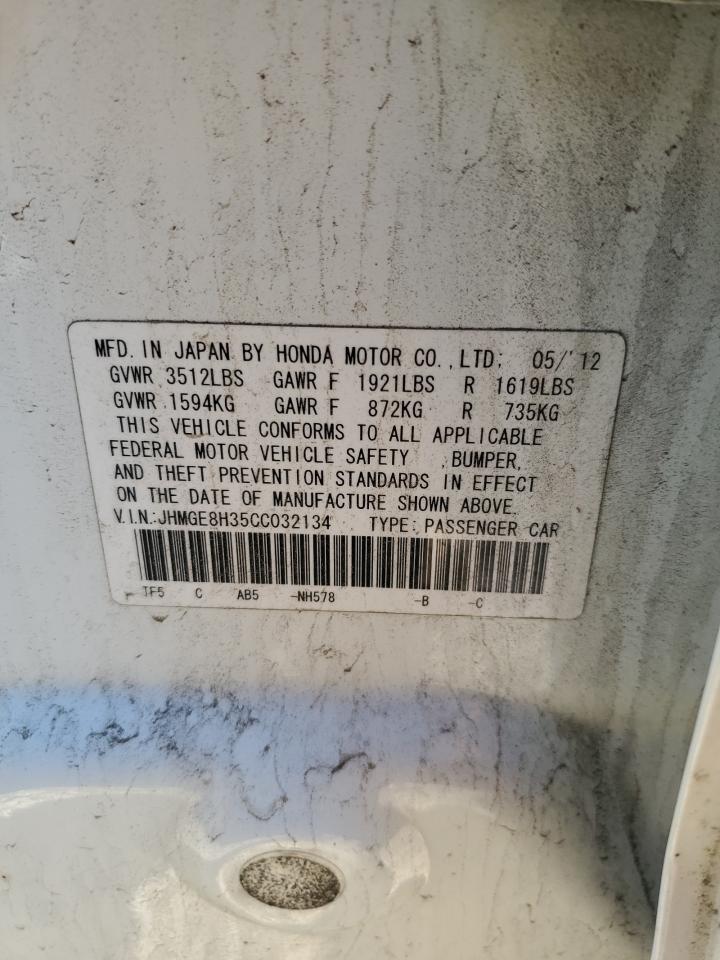 MFD. IN JAPAN BY HONDA MOTOR CO., LTD; 05/'12
GVWR 3512LBS GAWR F 1921LBS R 1619LBS
GVWR 1594KG GAWR F 872KG R 735KG
THIS VEHICLE CONFORMS TO ALL APPLICABLE
FEDERAL MOTOR VEHICLE SAFETY , BUMPER,
AND THEFT PREVENTION STANDARDS IN EFFECT
ON THE DATE OF MANUFACTURE SHOWN ABOVE.
V.I.N.:JHMGE8H35CC032134 TYPE: PASSENGER CAR
TF5 C AB5 -NH578 -B -C